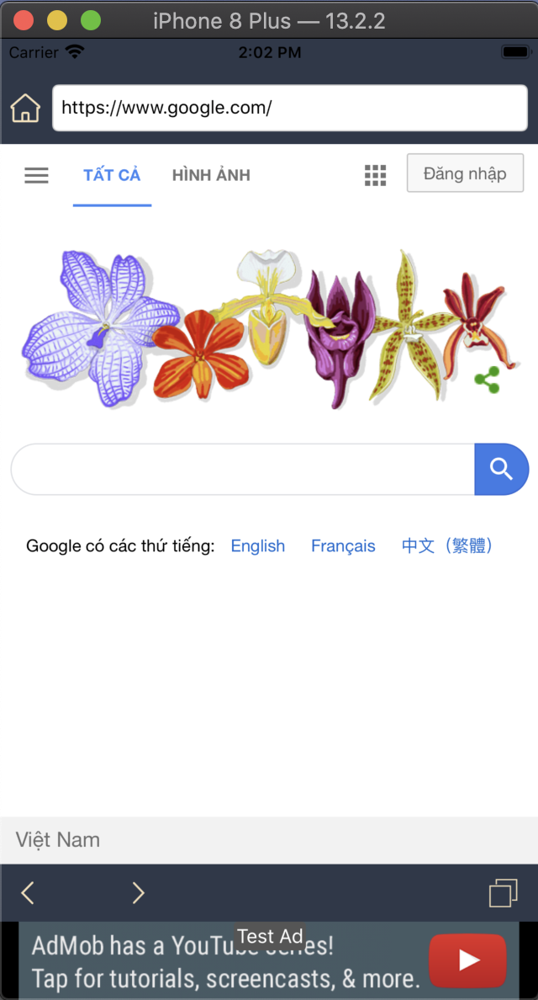 iPhone 8 Plus — 13.2.2
Carrier 2:02 PM
https://www.google.com/
TẤT CẢ HÌNH ẢNH Đăng nhập
Google có các thứ tiếng: English Français 中文（繁體）
Việt Nam
Test Ad
AdMob has a YouTube series!
Tap for tutorials, screencasts, & more.